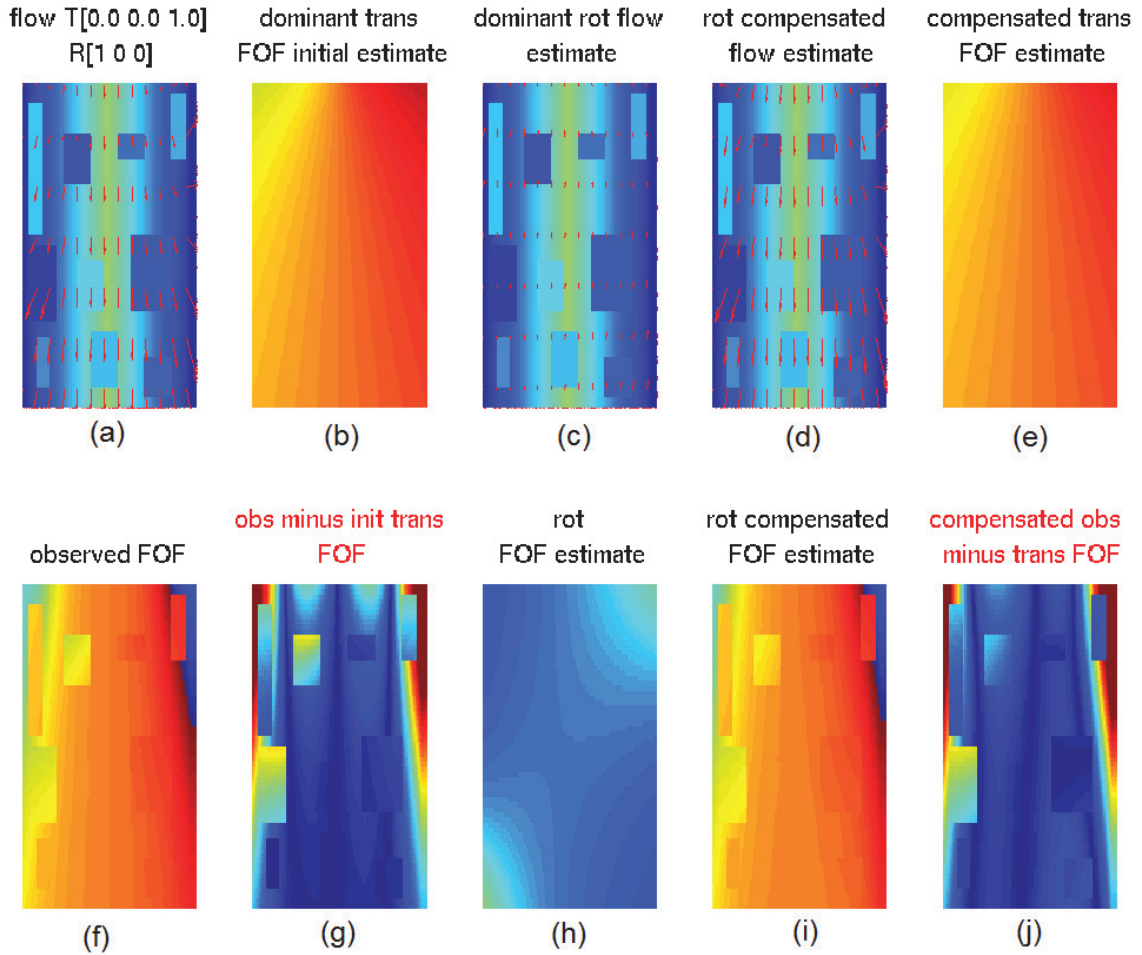 flow T[0.0 0.0 1.0]
R[1 0 0]
dominant trans
FOF initial estimate
dominant rot flow
estimate
rot compensated
flow estimate
compensated trans
FOF estimate
(a)
(b)
(c)
(d)
(e)
observed FOF
obs minus init trans
FOF
rot
FOF estimate
rot compensated
FOF estimate
compensated obs
minus trans FOF
(f)
(g)
(h)
(i)
(j)